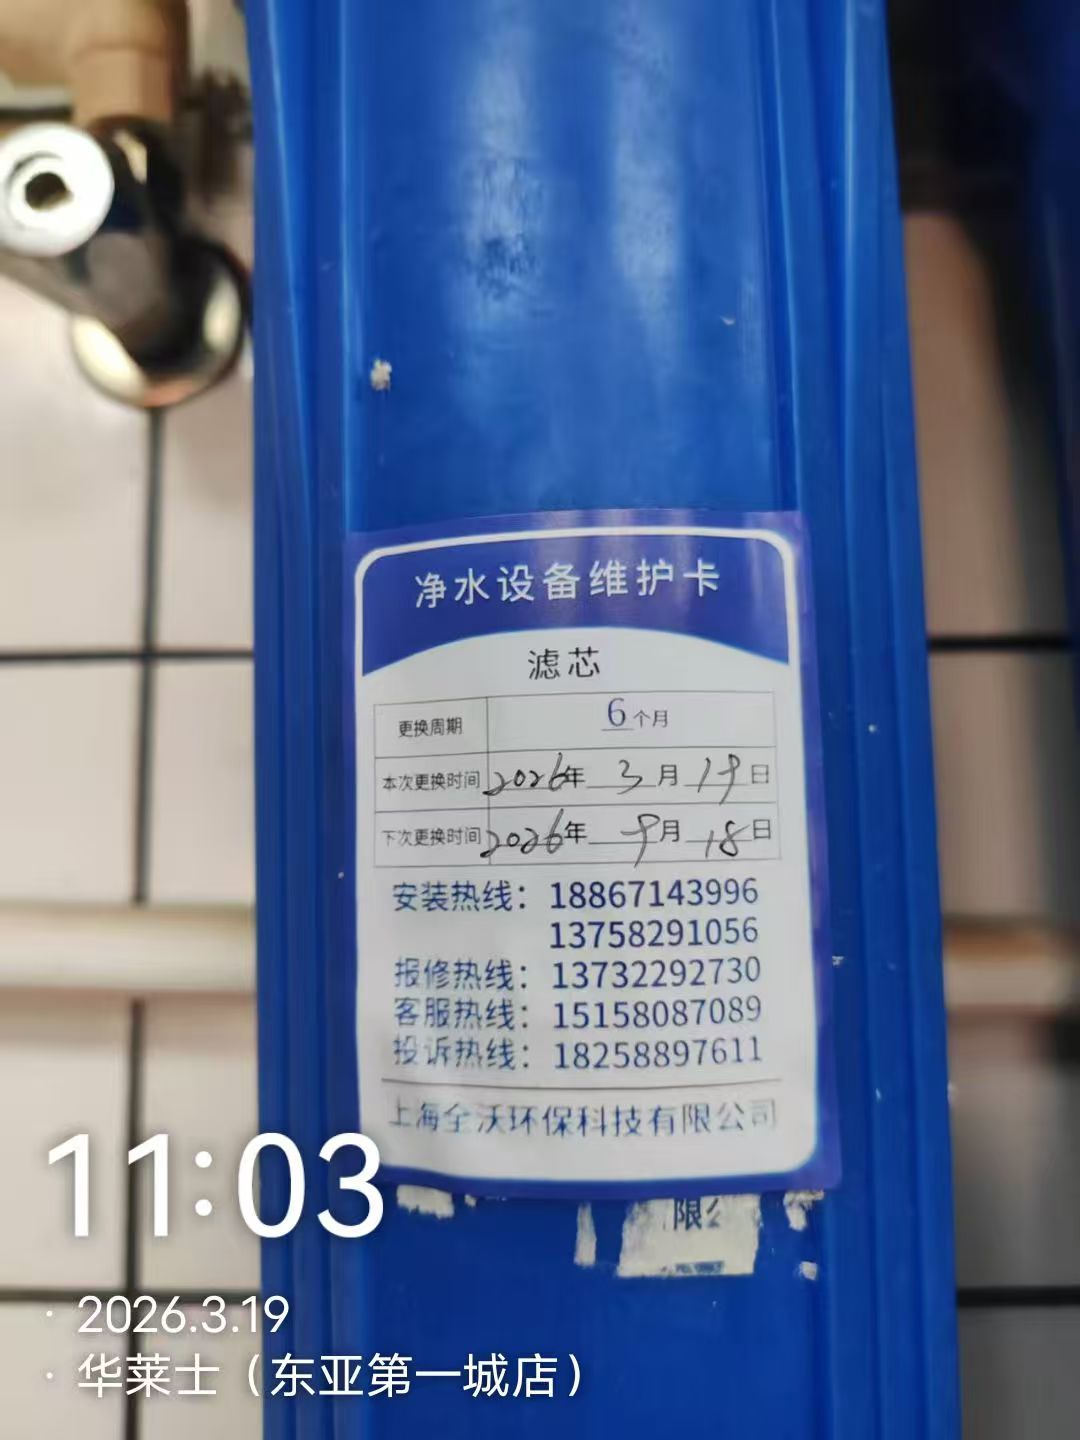 净水设备维护卡
滤芯
更换周期 6个月
本次更换时间 2026年 3月 19日
下次更换时间 2026年 9月 18日
安装热线：18867143996
13758291056
报修热线：13732292730
客服热线：15158087089
投诉热线：18258897611
上海全沃环保科技有限公司
限公
11:03
· 2026.3.19
· 华莱士（东亚第一城店）